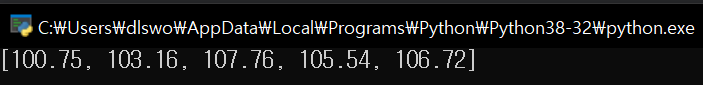 C:₩Users₩dlswo₩AppData₩Local₩Programs₩Python₩Python38-32₩python.exe
[100.75, 103.16, 107.76, 105.54, 106.72]